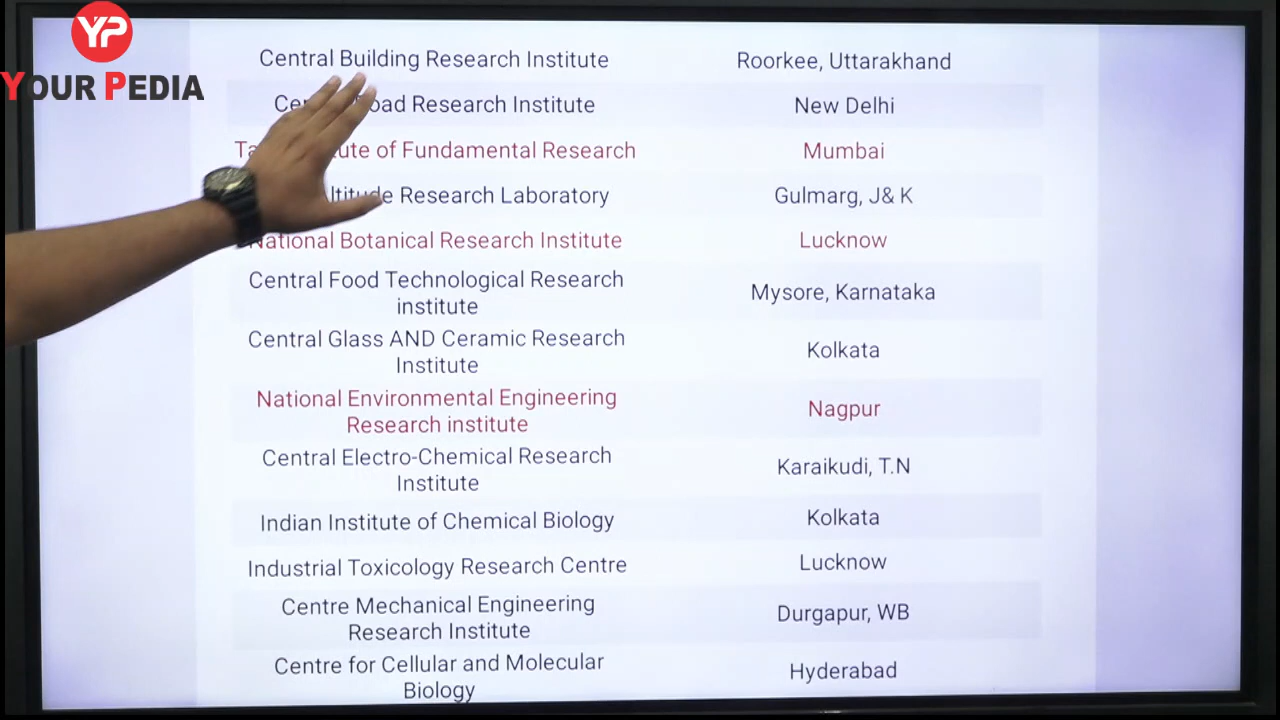 YP
YOUR PEDIA
Central Building Research Institute Roorkee, Uttarakhand
Research Institute New Delhi
of Fundamental Research Mumbai
Research Laboratory Gulmarg, J& K
National Botanical Research Institute Lucknow
Central Food Technological Research
institute
Mysore, Karnataka
Central Glass AND Ceramic Research
Institute
Kolkata
National Environmental Engineering
Research institute
Nagpur
Central Electro-Chemical Research
Institute
Karaikudi, T.N
Indian Institute of Chemical Biology Kolkata
Industrial Toxicology Research Centre Lucknow
Centre Mechanical Engineering
Research Institute
Durgapur, WB
Centre for Cellular and Molecular
Biology
Hyderabad